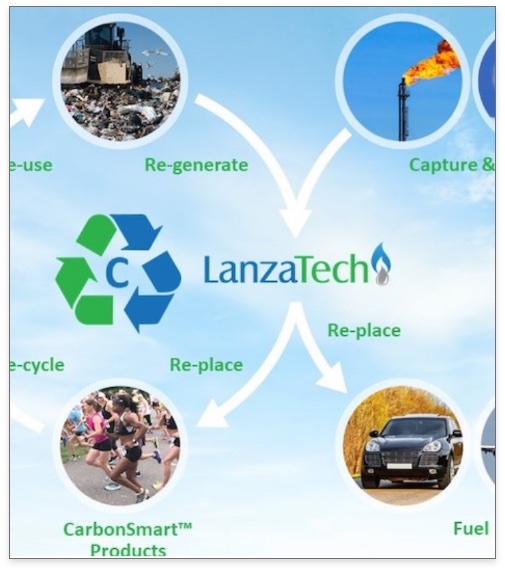 e-use
Re-generate
Capture &
C
LanzaTech
Re-place
e-cycle
Re-place
CarbonSmart™
Products
Fuel